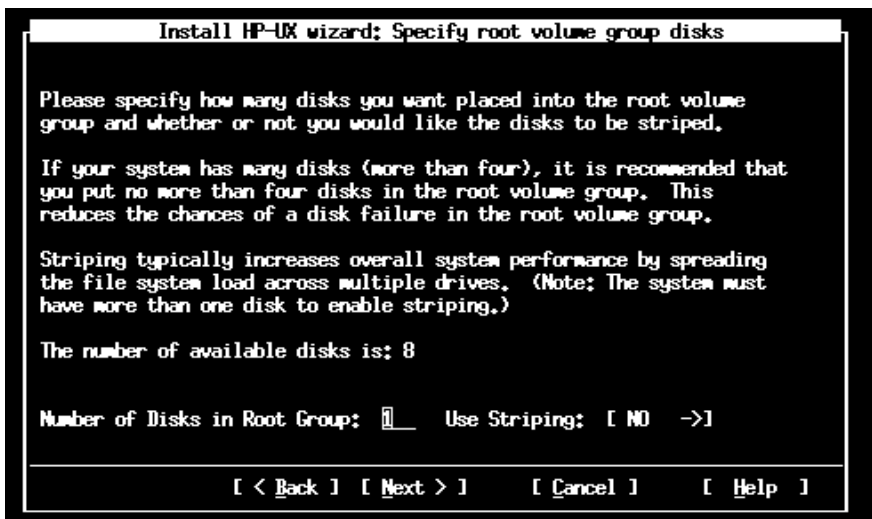 Install HP-UX wizard: Specify root volume group disks
Please specify how many disks you want placed into the root volume
group and whether or not you would like the disks to be striped.
If your system has many disks (more than four), it is recommended that
you put no more than four disks in the root volume group. This
reduces the chances of a disk failure in the root volume group.
Striping typically increases overall system performance by spreading
the file system load across multiple drives. (Note: The system must
have more than one disk to enable striping.)
The number of available disks is: 8
Number of Disks in Root Group: 1__ Use Striping: [ NO ->]
[ < Back ] [ Next > ] [ Cancel ] [ Help ]